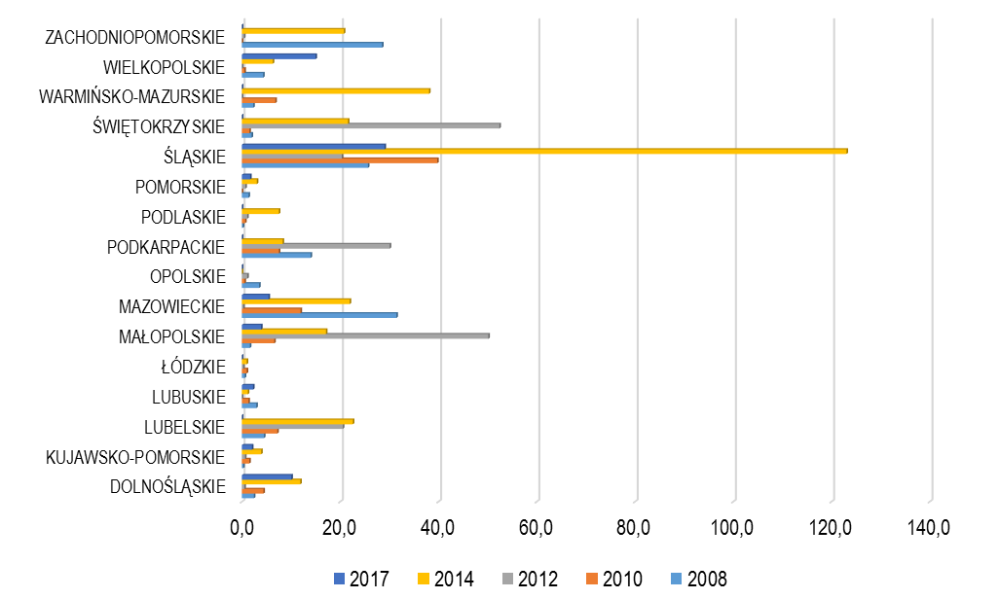 ZACHODNIOPOMORSKIE
WIELKOPOLSKIE
WARMIŃSKO-MAZURSKIE
ŚWIĘTOKRZYSKIE
ŚLĄSKIE
POMORSKIE
PODLASKIE
PODKARPACKIE
OPOLSKIE
MAZOWIECKIE
MAŁOPOLSKIE
ŁÓDZKIE
LUBUSKIE
LUBELSKIE
KUJAWSKO-POMORSKIE
DOLNOŚLĄSKIE
0,0 20,0 40,0 60,0 80,0 100,0 120,0 140,0
2017 2014 2012 2010 2008